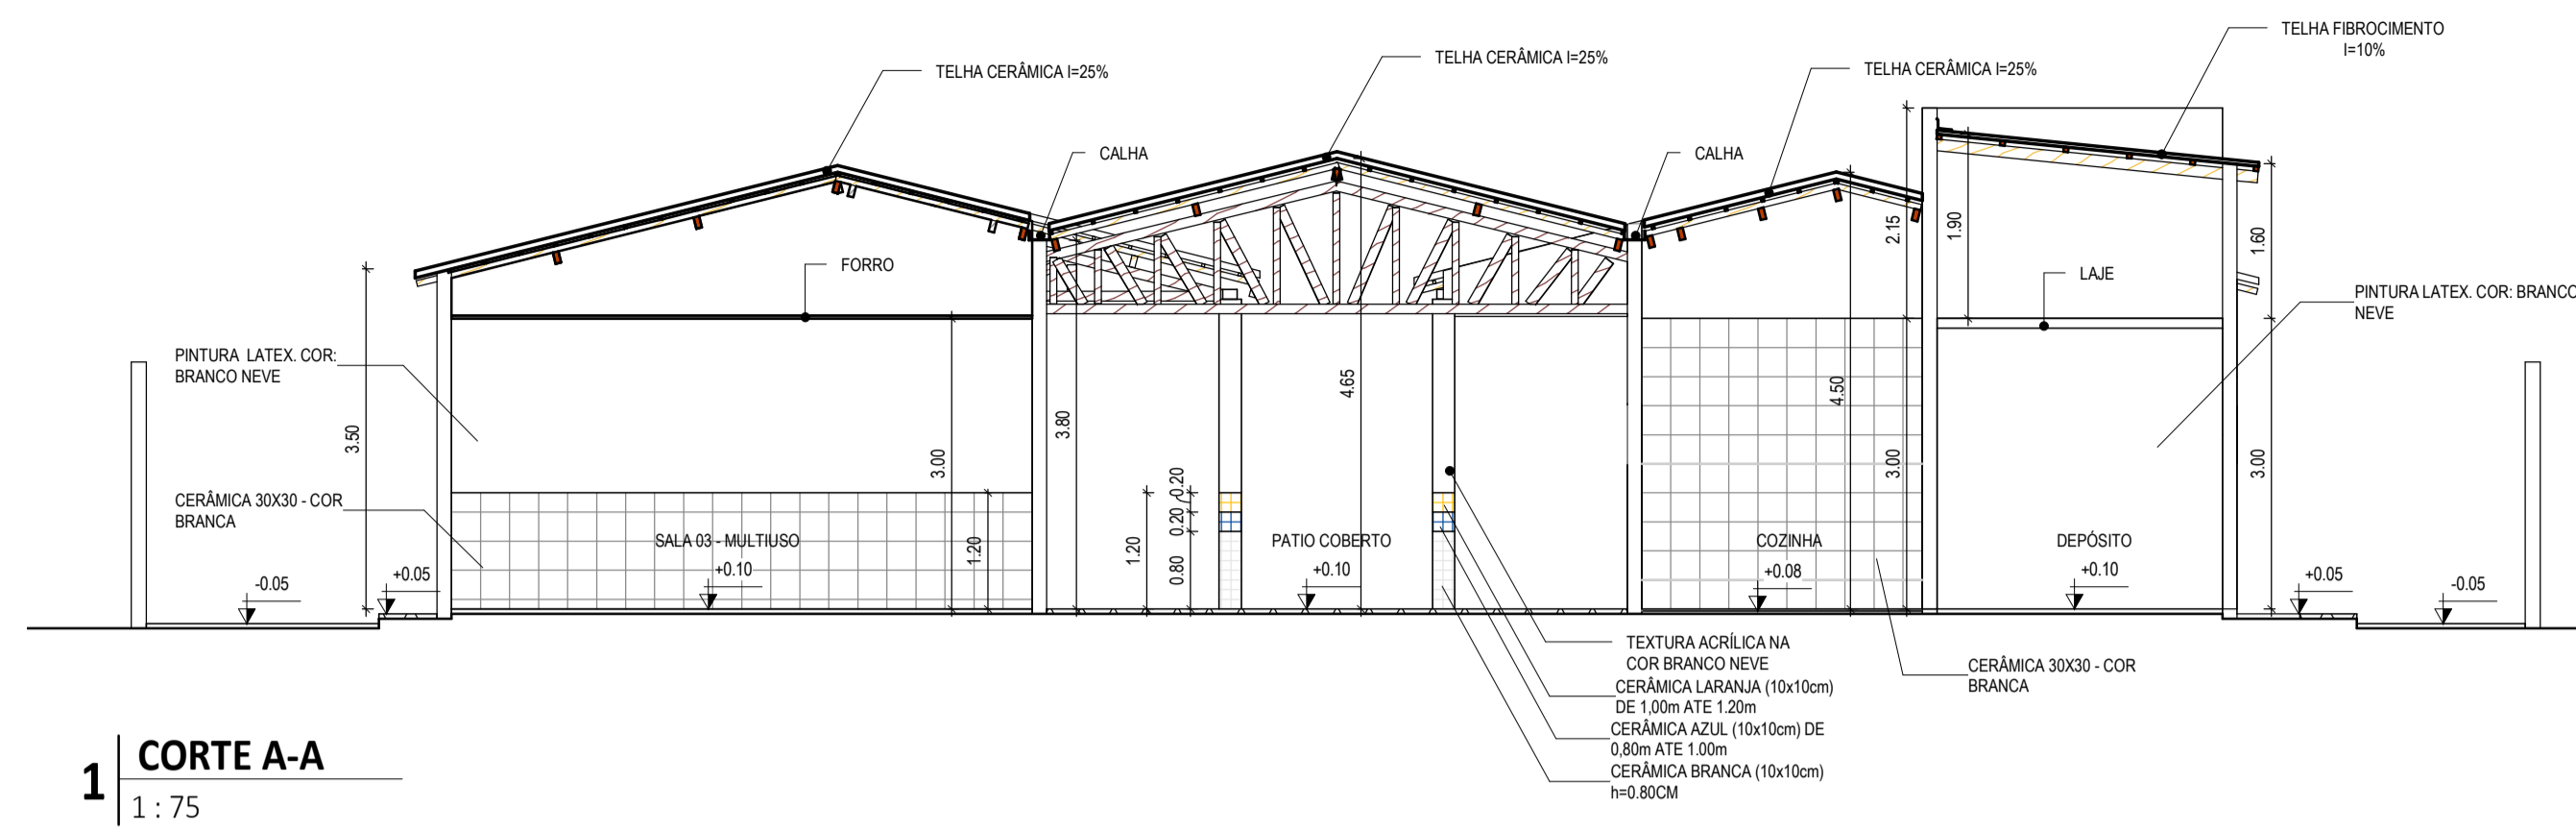 TELHA FIBROCIMENTO
I=10%
TELHA CERÂMICA I=25%
TELHA CERÂMICA I=25%
TELHA CERÂMICA I=25%
CALHA
CALHA
FORRO
LAJE
2.15
1.90
1.60
PINTURA LATEX. COR: BRANCO
NEVE
PINTURA LATEX. COR:
BRANCO NEVE
3.50
3.00
3.80
4.65
4.50
3.00
3.00
CERÂMICA 30X30 - COR
BRANCA
1.20
1.20
0.20
0.20
0.80
SALA 03 - MULTIUSO
+0.10
PATIO COBERTO
+0.10
COZINHA
+0.08
DEPÓSITO
+0.10
-0.05
+0.05
+0.05
-0.05
TEXTURA ACRÍLICA NA
COR BRANCO NEVE
CERÂMICA LARANJA (10x10cm)
DE 1,00m ATE 1.20m
CERÂMICA AZUL (10x10cm) DE
0,80m ATE 1.00m
CERÂMICA BRANCA (10x10cm)
h=0.80CM
CERÂMICA 30X30 - COR
BRANCA
1
CORTE A-A
1 : 75